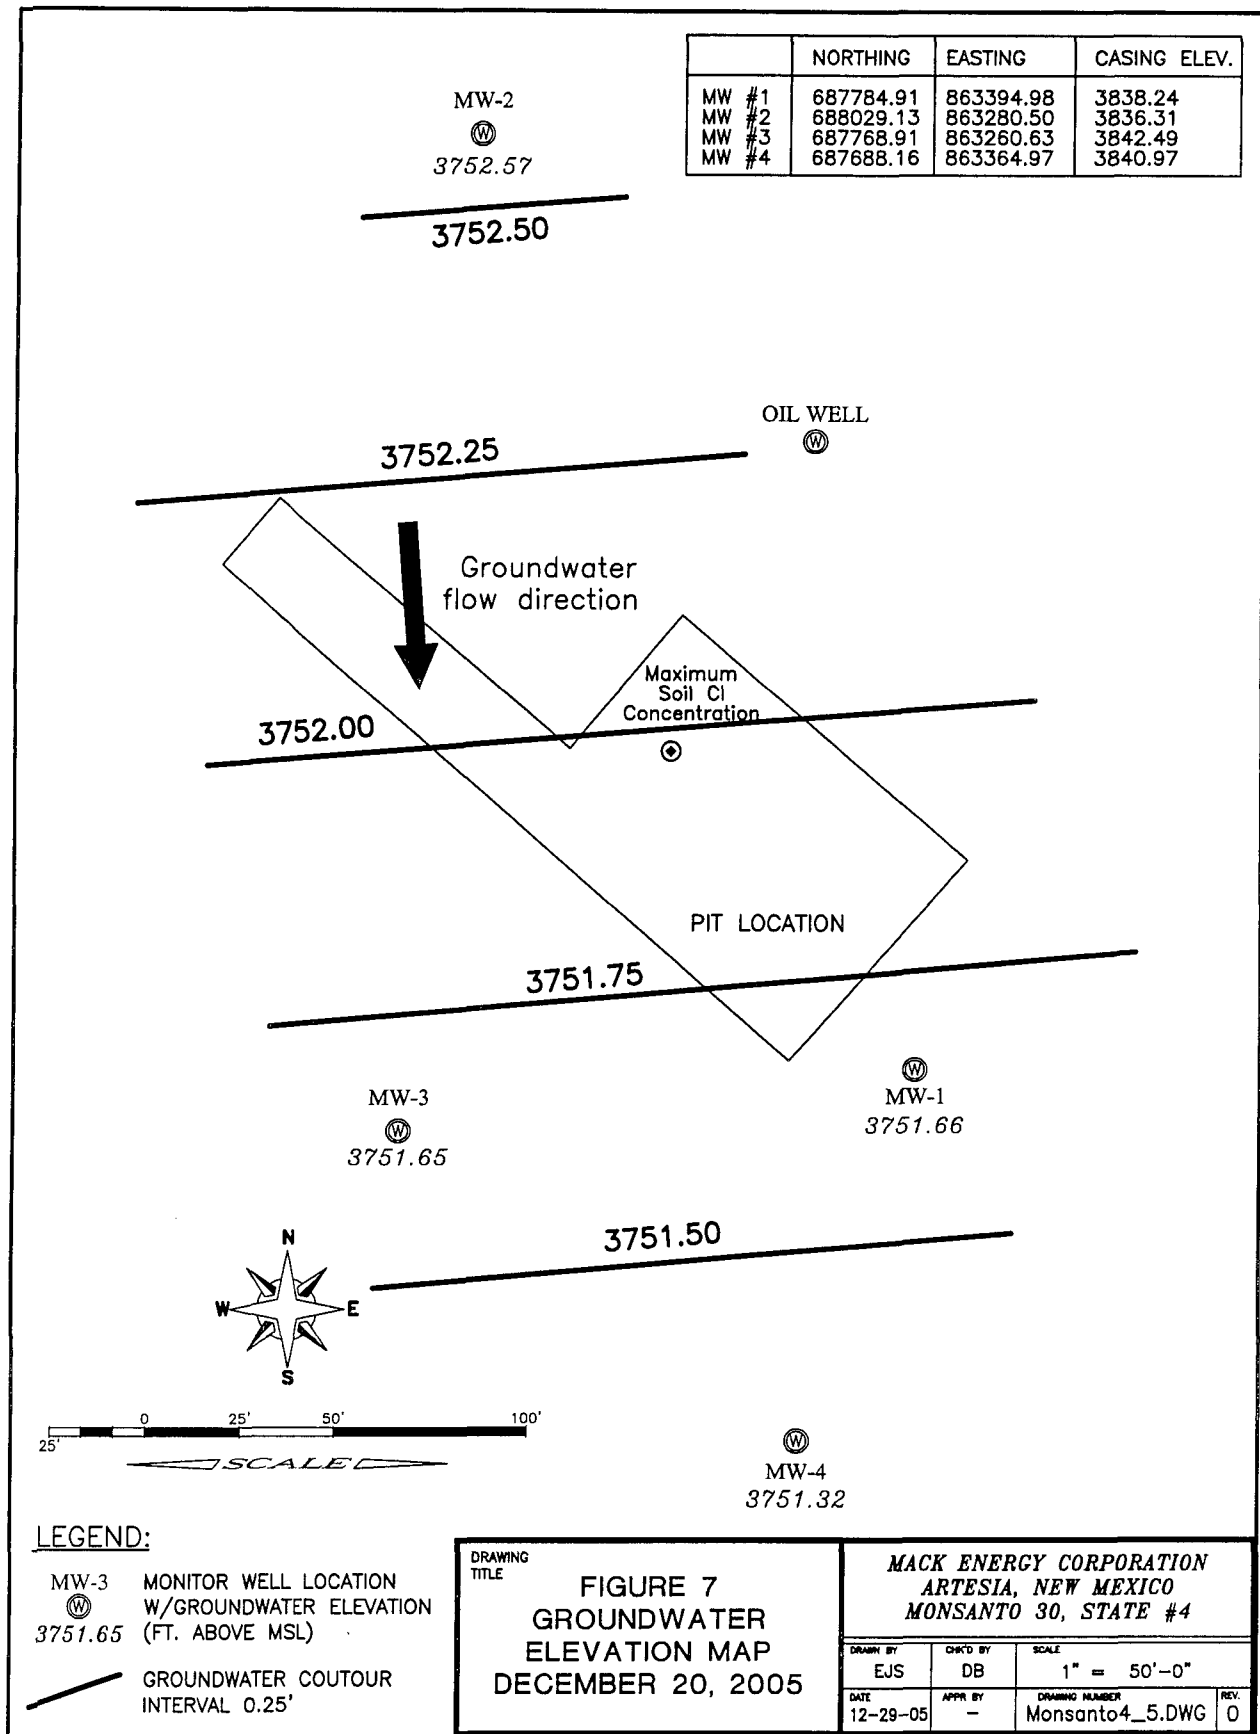 NORTHING EASTING CASING ELEV.
MW #1 687784.91 863394.98 3838.24
MW #2 688029.13 863280.50 3836.31
MW #3 687768.91 863260.63 3842.49
MW #4 687688.16 863364.97 3840.97
MW-2
W
3752.57
3752.50
OIL WELL
W
3752.25
Groundwater
flow direction
Maximum
Soil Cl
Concentration
3752.00
PIT LOCATION
3751.75
W
MW-1
3751.66
MW-3
W
3751.65
3751.50
N
W E
S
0 25' 50' 100'
25'
SCALE
W
MW-4
3751.32
LEGEND:
MW-3 MONITOR WELL LOCATION
W W/GROUNDWATER ELEVATION
3751.65 (FT. ABOVE MSL)
GROUNDWATER COUTOUR
INTERVAL 0.25'
DRAWING
TITLE
FIGURE 7
GROUNDWATER
ELEVATION MAP
DECEMBER 20, 2005
MACK ENERGY CORPORATION
ARTESIA, NEW MEXICO
MONSANTO 30, STATE #4
DRAWN BY CHK'D BY SCALE
EJS DB 1" = 50'-0"
DATE APPR BY DRAWING NUMBER REV.
12-29-05 - Monsanto4_5.DWG 0